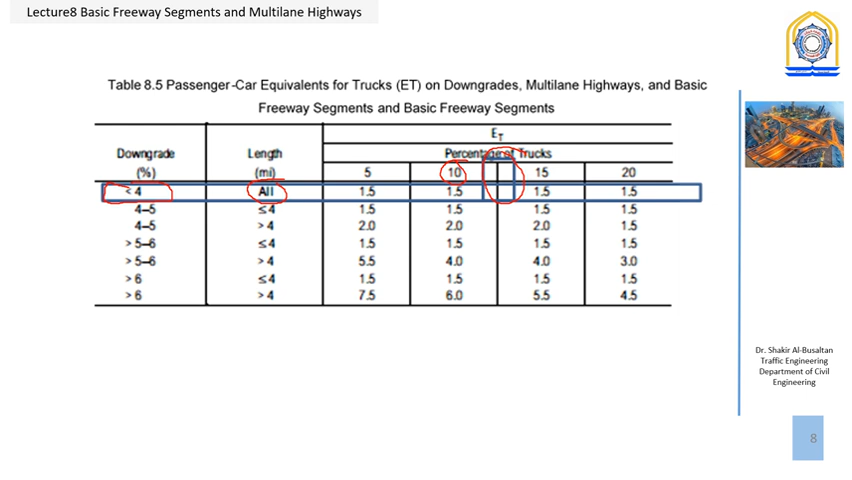 Lecture8 Basic Freeway Segments and Multilane Highways
Table 8.5 Passenger-Car Equivalents for Trucks (ET) on Downgrades, Multilane Highways, and Basic
Freeway Segments and Basic Freeway Segments
ET
Downgrade Length Percentage of Trucks
(%) (mi) 5 10 15 20
< 4 All 1.5 1.5 1.5 1.5
4–5 ≤4 1.5 1.5 1.5 1.5
4–5 > 4 2.0 2.0 2.0 1.5
> 5–6 ≤4 1.5 1.5 1.5 1.5
> 5–6 > 4 5.5 4.0 4.0 3.0
> 6 ≤4 1.5 1.5 1.5 1.5
> 6 > 4 7.5 6.0 5.5 4.5
Dr. Shakir Al-Busaltan
Traffic Engineering
Department of Civil
Engineering
8